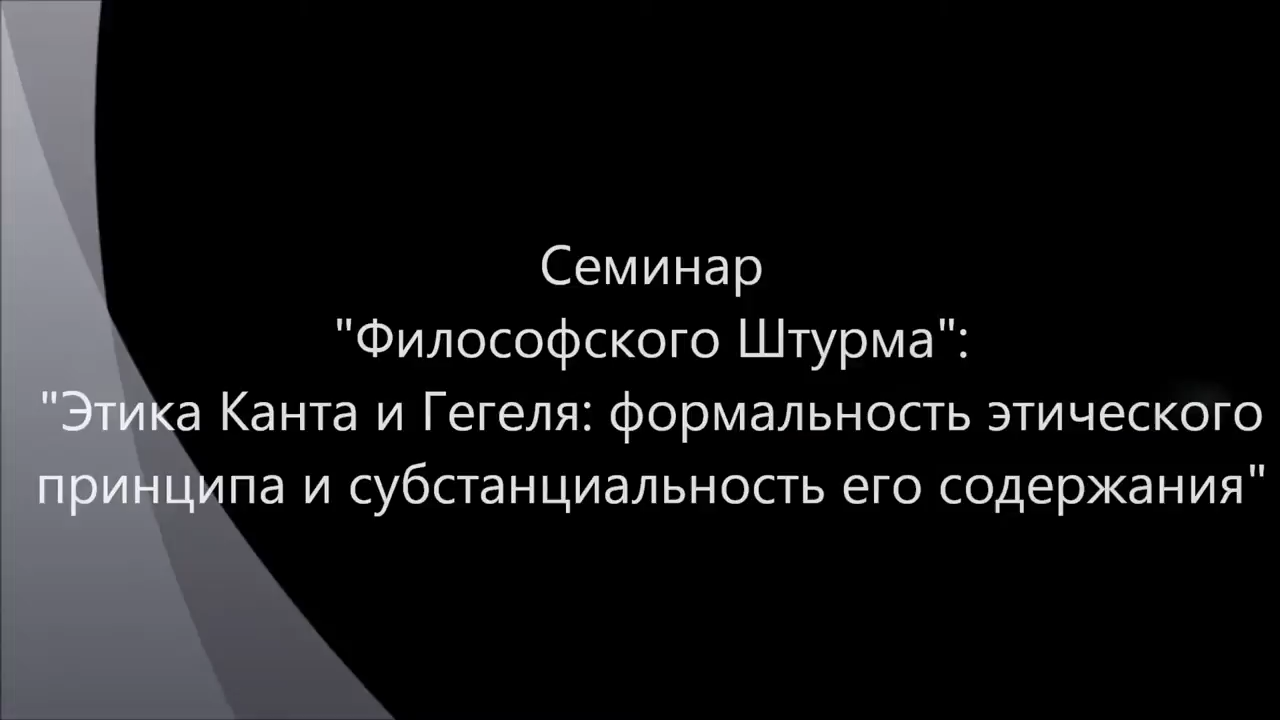 Семинар
"Философского Штурма":
"Этика Канта и Гегеля: формальность этического
принципа и субстанциальность его содержания"